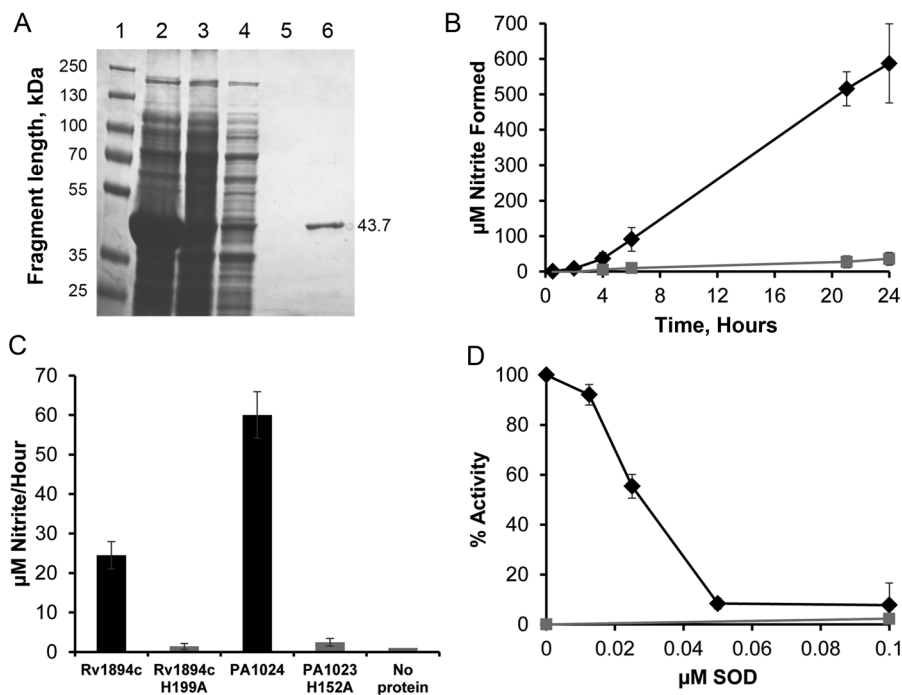 A
1 2 3 4 5 6
Fragment length, kDa
250
130
100
70
55
35
25
43.7
B
µM Nitrite Formed
700
600
500
400
300
200
100
0
0 4 8 12 16 20 24
Time, Hours
C
µM Nitrite/Hour
70
60
50
40
30
20
10
0
Rv1894c
Rv1894c
H199A
PA1024
PA1023
H152A
No
protein
D
% Activity
100
80
60
40
20
0
0.00 0.02 0.04 0.06 0.08 0.1
µM SOD